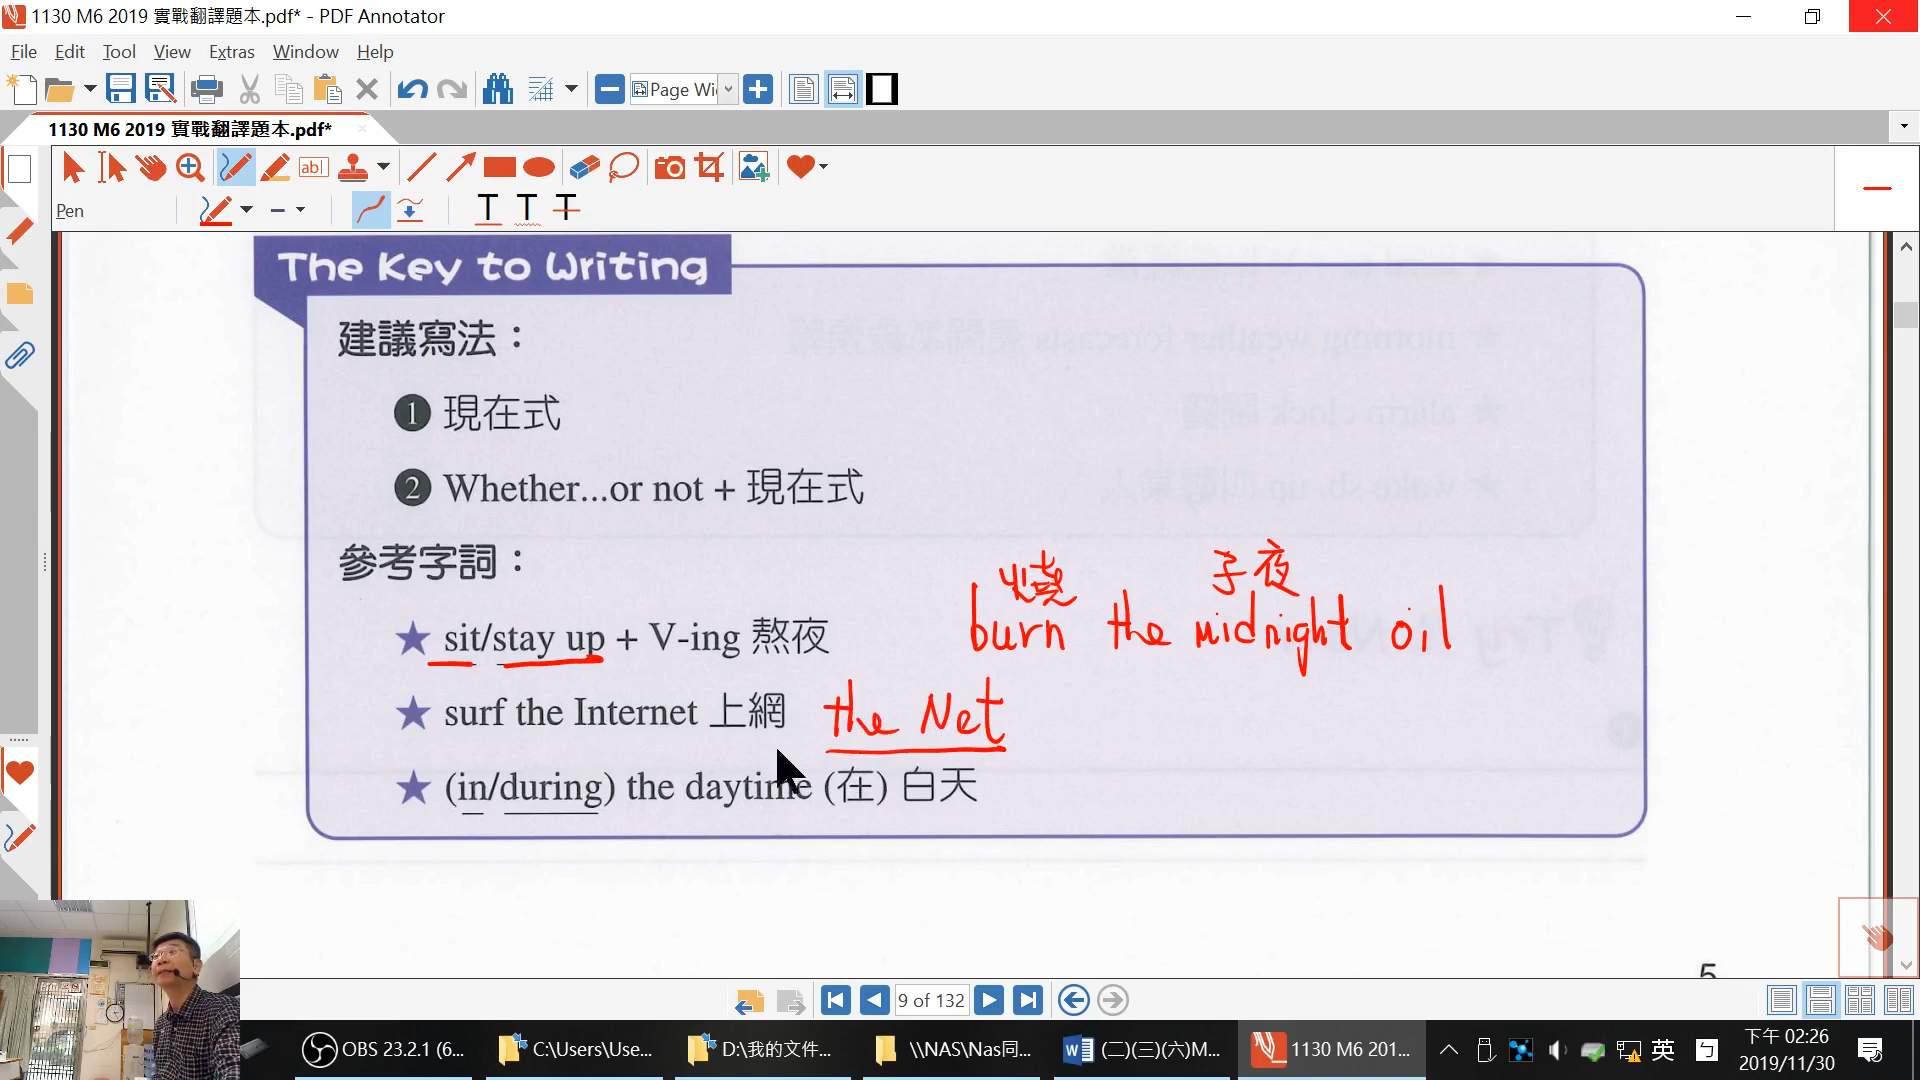 1130 M6 2019 實戰翻譯題本.pdf* - PDF Annotator
File Edit Tool View Extras Window Help
Page Wi
1130 M6 2019 實戰翻譯題本.pdf*
Pen
The Key to Writing
建議寫法：
1 現在式
2 Whether...or not + 現在式
參考字詞：
燒 子夜
★ sit/stay up + V-ing 熬夜 burn the midnight oil
★ surf the Internet 上網 the Net
★ (in/during) the daytime (在) 白天
5
9 of 132
OBS 23.2.1 (6... C:\Users\Use... D:\我的文件... \\NAS\Nas同... (二)(三)(六)M... 1130 M6 201... 英 ㄅ 下午 02:26
2019/11/30